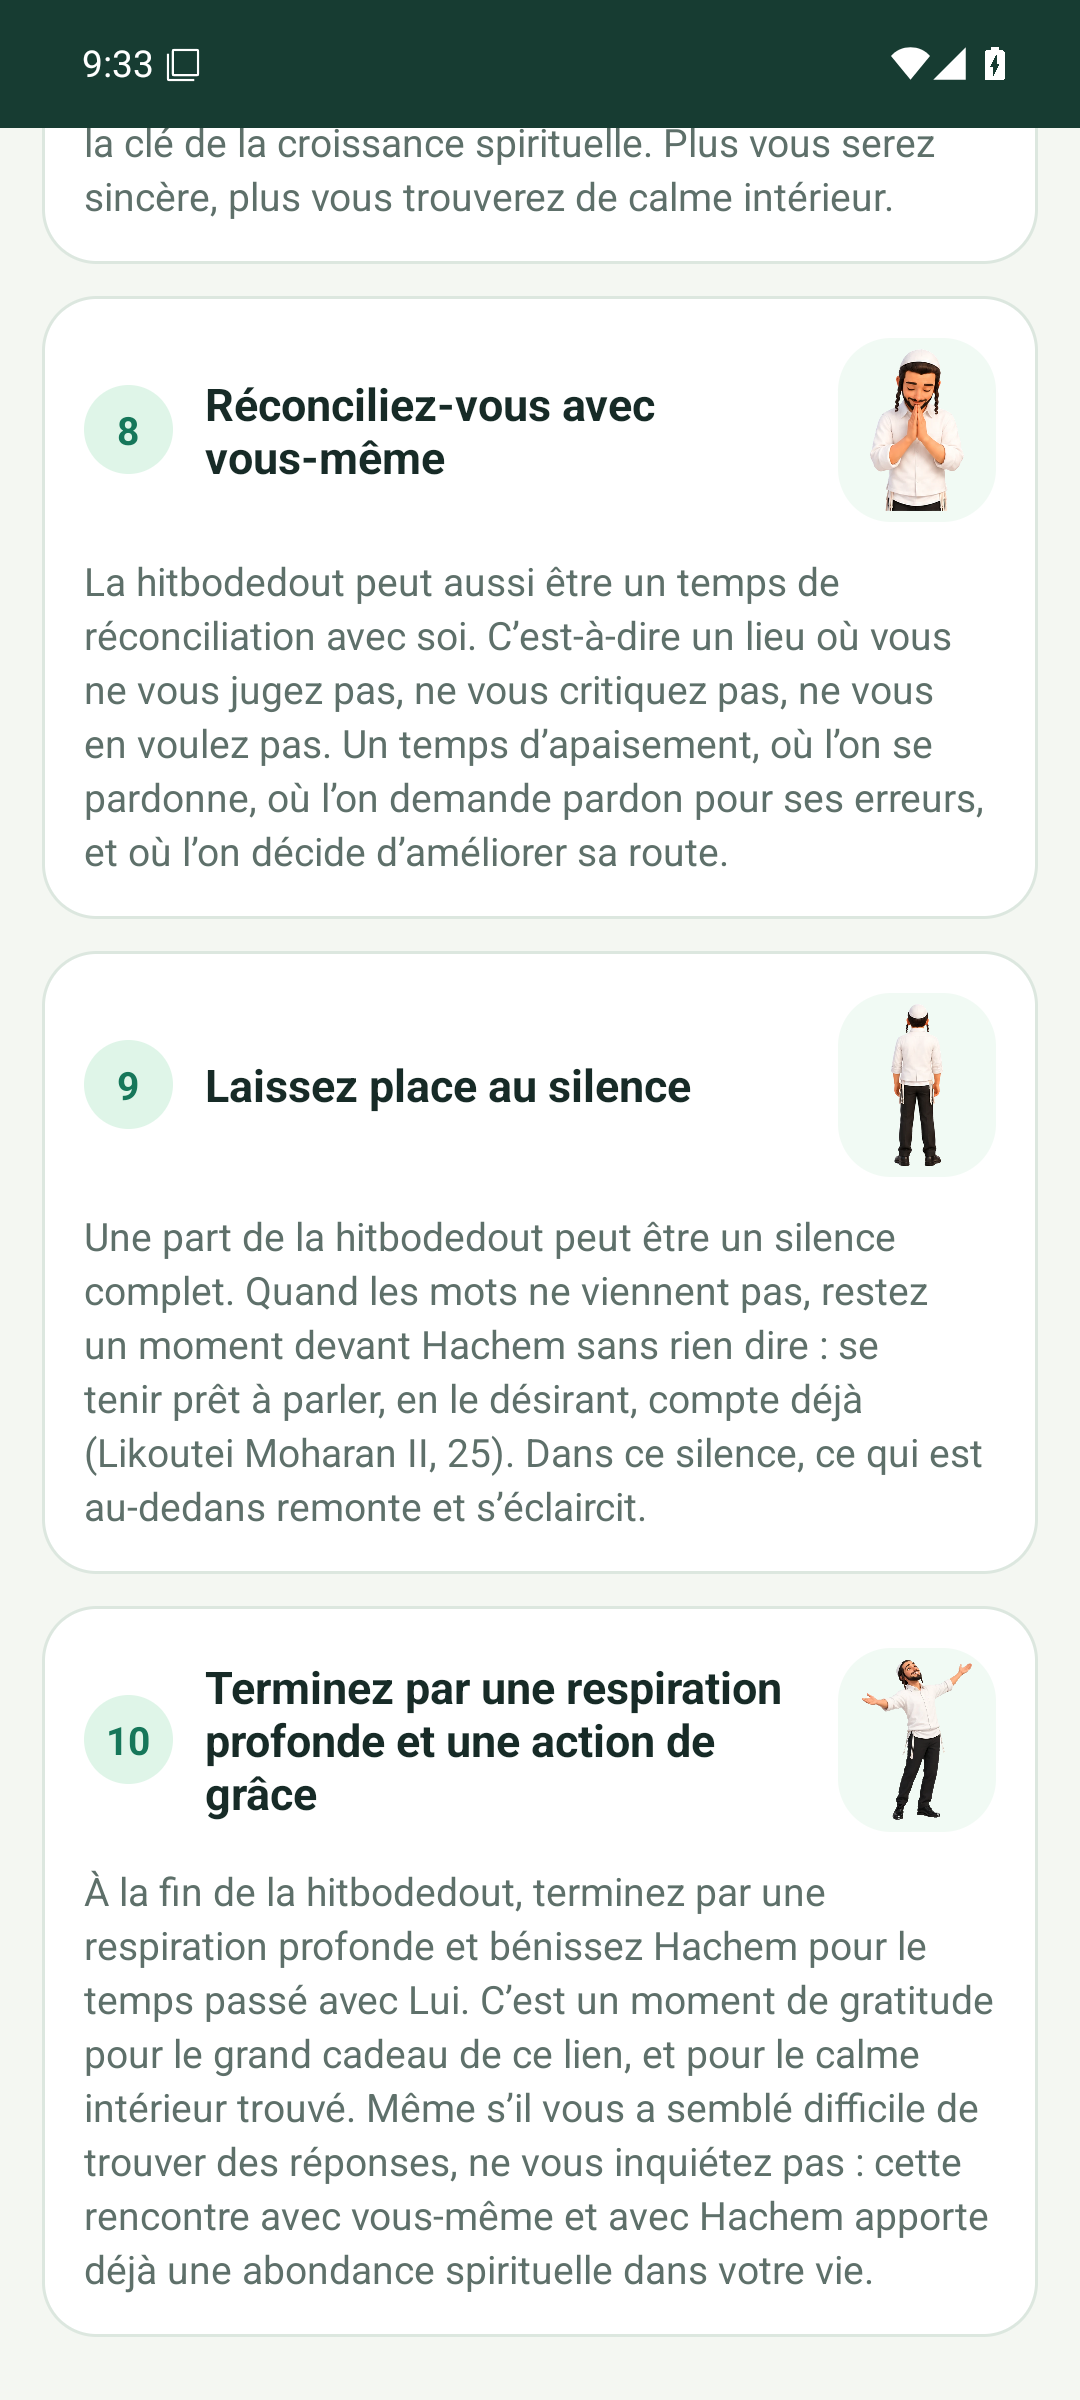 9:33
la clé de la croissance spirituelle. Plus vous serez
sincère, plus vous trouverez de calme intérieur.
8
Réconciliez-vous avec
vous-même
La hitbodedout peut aussi être un temps de
réconciliation avec soi. C’est-à-dire un lieu où vous
ne vous jugez pas, ne vous critiquez pas, ne vous
en voulez pas. Un temps d’apaisement, où l’on se
pardonne, où l’on demande pardon pour ses erreurs,
et où l’on décide d’améliorer sa route.
9
Laissez place au silence
Une part de la hitbodedout peut être un silence
complet. Quand les mots ne viennent pas, restez
un moment devant Hachem sans rien dire : se
tenir prêt à parler, en le désirant, compte déjà
(Likoutei Moharan II, 25). Dans ce silence, ce qui est
au-dedans remonte et s’éclaircit.
10
Terminez par une respiration
profonde et une action de
grâce
À la fin de la hitbodedout, terminez par une
respiration profonde et bénissez Hachem pour le
temps passé avec Lui. C’est un moment de gratitude
pour le grand cadeau de ce lien, et pour le calme
intérieur trouvé. Même s’il vous a semblé difficile de
trouver des réponses, ne vous inquiétez pas : cette
rencontre avec vous-même et avec Hachem apporte
déjà une abondance spirituelle dans votre vie.